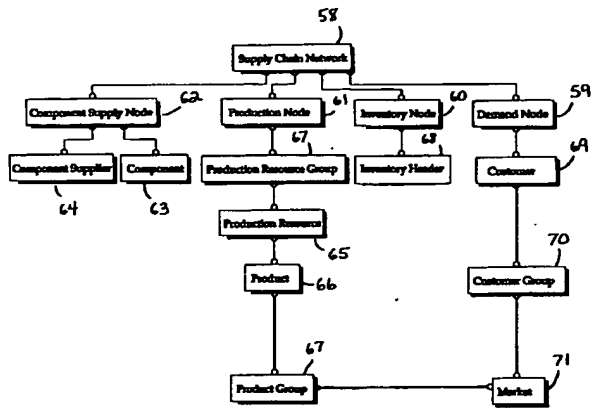 58
Supply Chain Network
Component Supply Node
62
Production Node
61
Inventory Node
60
Demand Node
59
Component Supplier
64
Component
63
67
Production Resource Group
68
Inventory Header
69
Customer
Production Resource
65
Product
66
70
Customer Group
67
Product Group
71
Market